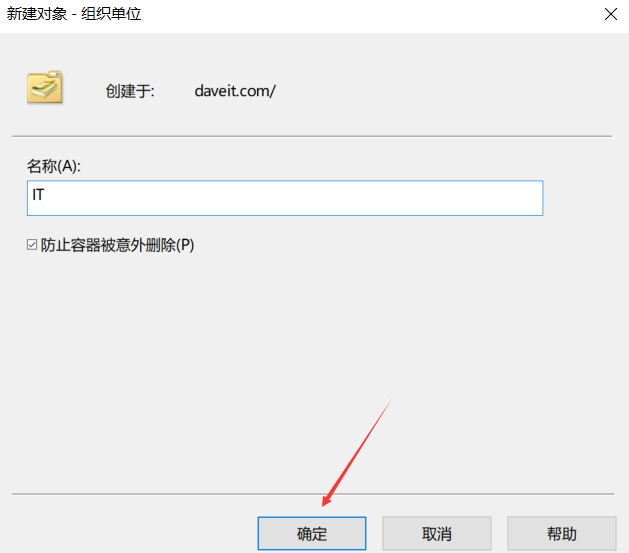 新建对象 - 组织单位
创建于: daveit.com/
名称(A):
IT
防止容器被意外删除(P)
确定 取消 帮助